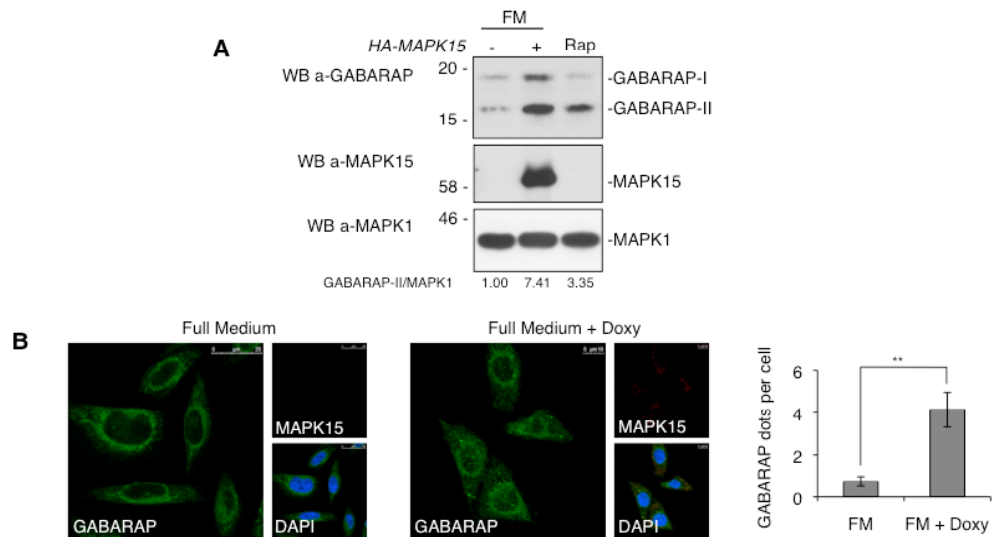 FM
A
HA-MAPK15 - + Rap
WB a-GABARAP 20 - -GABARAP-I
15 - -GABARAP-II
WB a-MAPK15 58 - -MAPK15
WB a-MAPK1 46 - -MAPK1
GABARAP-II/MAPK1 1.00 7.41 3.35
B
Full Medium
GABARAP
MAPK15
DAPI
Full Medium + Doxy
GABARAP
MAPK15
DAPI
GABARAP dots per cell
6
4
2
0
**
FM FM + Doxy